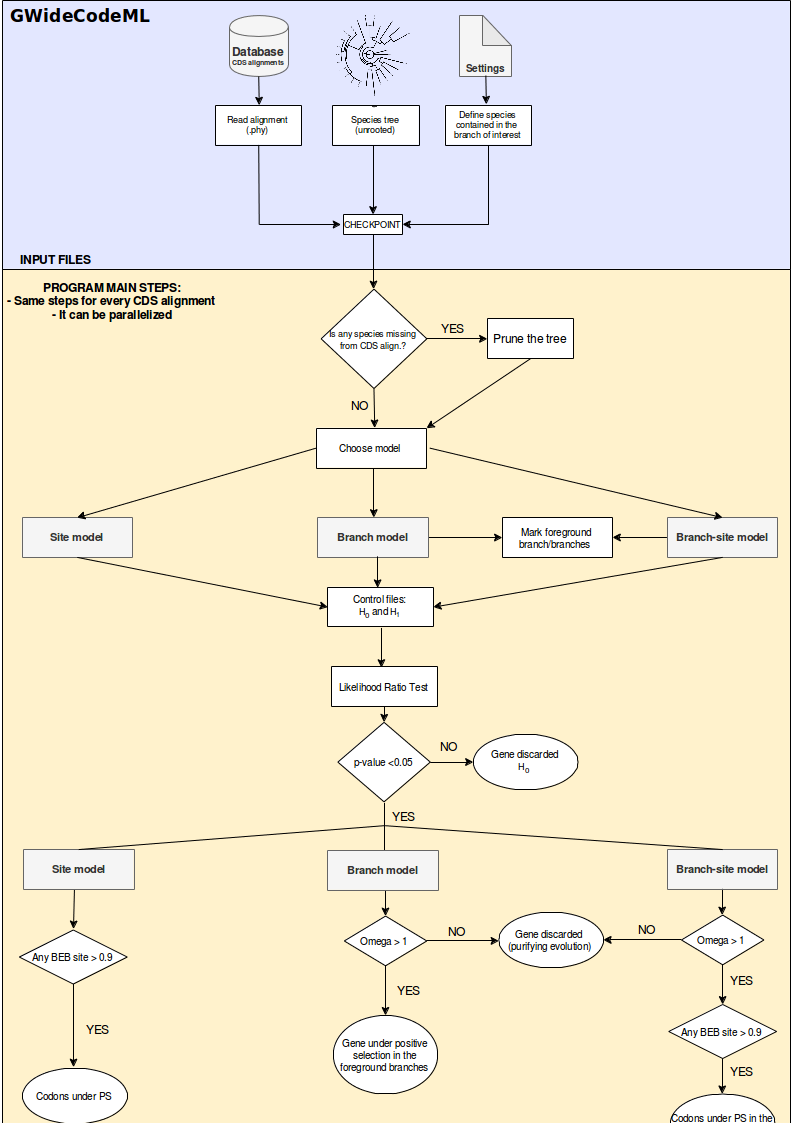 GWideCodeML
Database
CDS alignments
Settings
Read alignment
(.phy)
Species tree
(unrooted)
Define species
contained in the
branch of interest
CHECKPOINT
INPUT FILES
PROGRAM MAIN STEPS:
- Same steps for every CDS alignment
- It can be parallelized
Is any species missing
from CDS align.?
YES
Prune the tree
NO
Choose model
Site model
Branch model
Mark foreground
branch/branches
Branch-site model
Control files:
H0 and H1
Likelihood Ratio Test
p-value <0.05
NO
Gene discarded
H0
YES
Site model
Branch model
Branch-site model
Any BEB site > 0.9
Omega > 1
NO
Gene discarded
(purifying evolution)
NO
Omega > 1
YES
YES
YES
Any BEB site > 0.9
Gene under positive
selection in the
foreground branches
YES
Codons under PS
Codons under PS in the